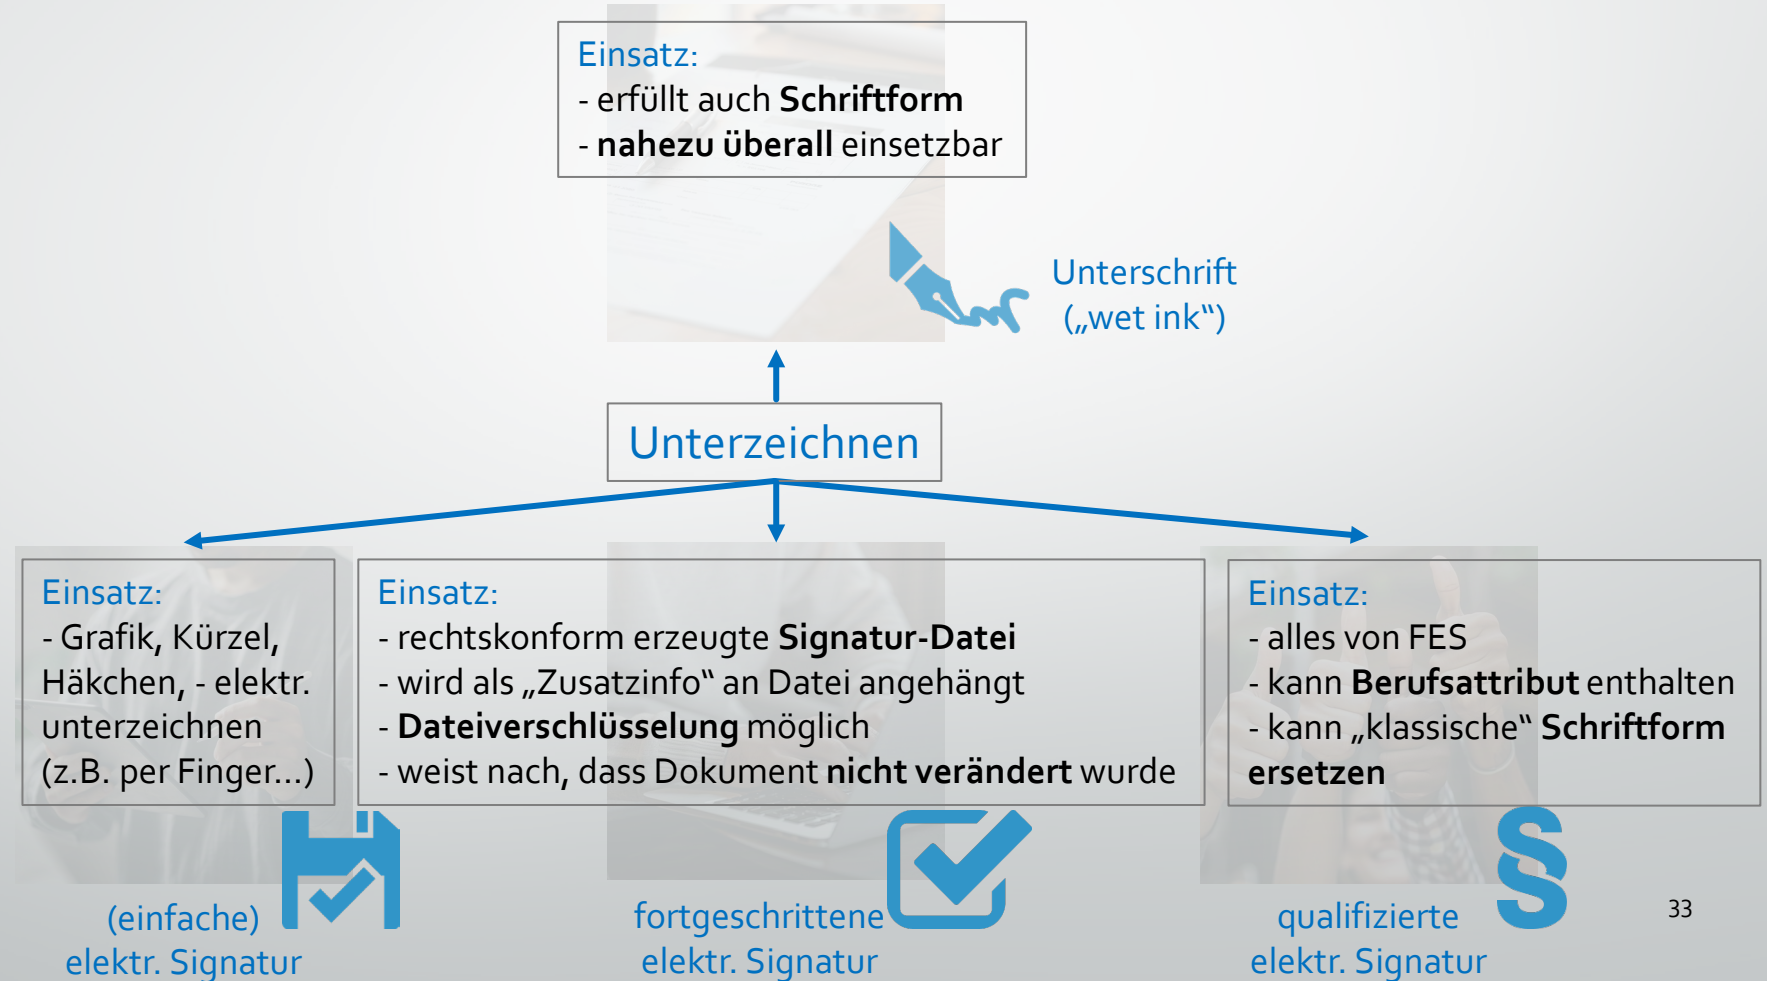 Einsatz:
- erfüllt auch Schriftform
- nahezu überall einsetzbar
Unterschrift
(„wet ink“)
Unterzeichnen
Einsatz:
- Grafik, Kürzel,
Häkchen, - elektr.
unterzeichnen
(z.B. per Finger...)
(einfache)
elektr. Signatur
Einsatz:
- rechtskonform erzeugte Signatur-Datei
- wird als „Zusatzinfo“ an Datei angehängt
- Dateiverschlüsselung möglich
- weist nach, dass Dokument nicht verändert wurde
fortgeschrittene
elektr. Signatur
Einsatz:
- alles von FES
- kann Berufsattribut enthalten
- kann „klassische“ Schriftform
ersetzen
§
qualifizierte
elektr. Signatur
33